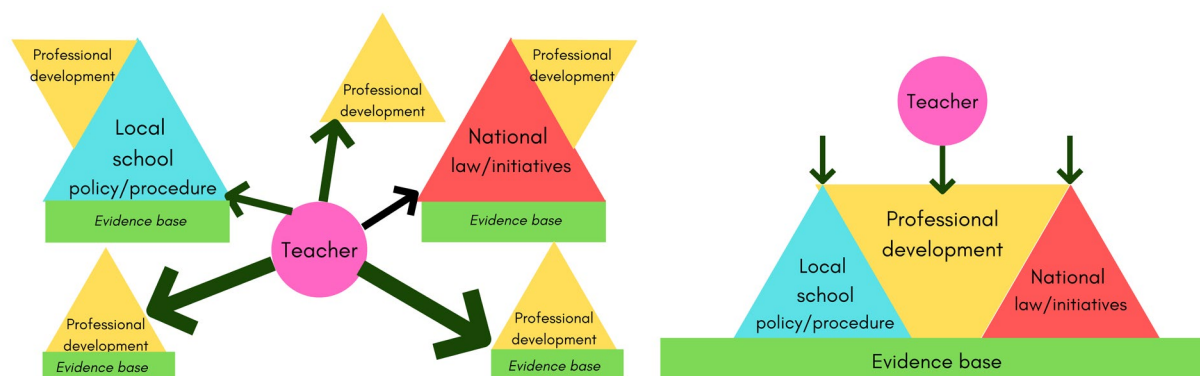 Professional
development
Local
school
policy/procedure
Evidence base
Professional
development
National
law/initiatives
Professional
development
Evidence base
Teacher
Professional
development
Evidence base
Professional
development
Evidence base
Teacher
Professional
development
Local
school
policy/procedure
National
law/initiatives
Evidence base